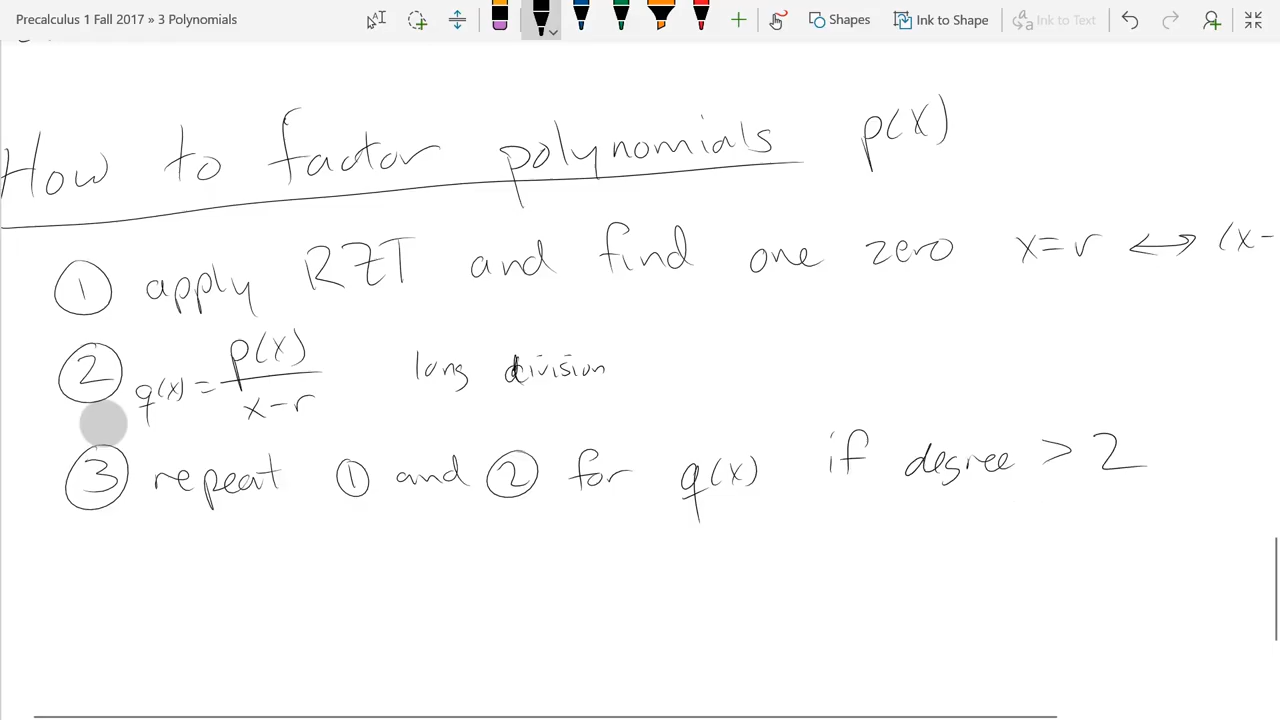 Precalculus 1 Fall 2017 » 3 Polynomials
Shapes
Ink to Shape
Ink to Text
How to factor polynomials p(x)
① apply RZT and find one zero x=r ⟷ (x-
② q(x) = p(x) / x-r long division
③ repeat ① and ② for q(x) if degree > 2